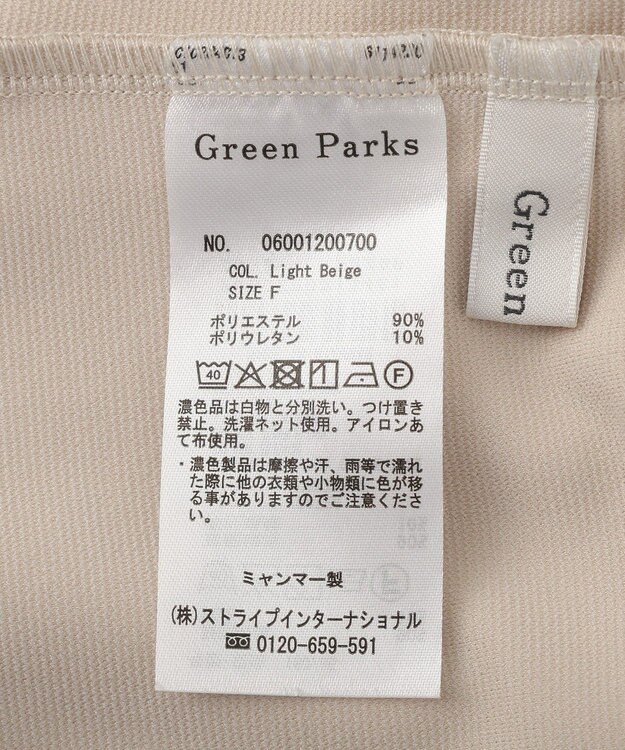 Green Parks
NO. 06001200700
COL. Light Beige
SIZE F
ポリエステル 90%
ポリウレタン 10%
40
F
濃色品は白物と分別洗い。つけ置き
禁止。洗濯ネット使用。アイロンあ
て布使用。
・濃色製品は摩擦や汗、雨等で濡れ
た際に他の衣類や小物類に色が移
る事がありますのでご注意くださ
い。
ミャンマー製
(株)ストライプインターナショナル
0120-659-591
Green